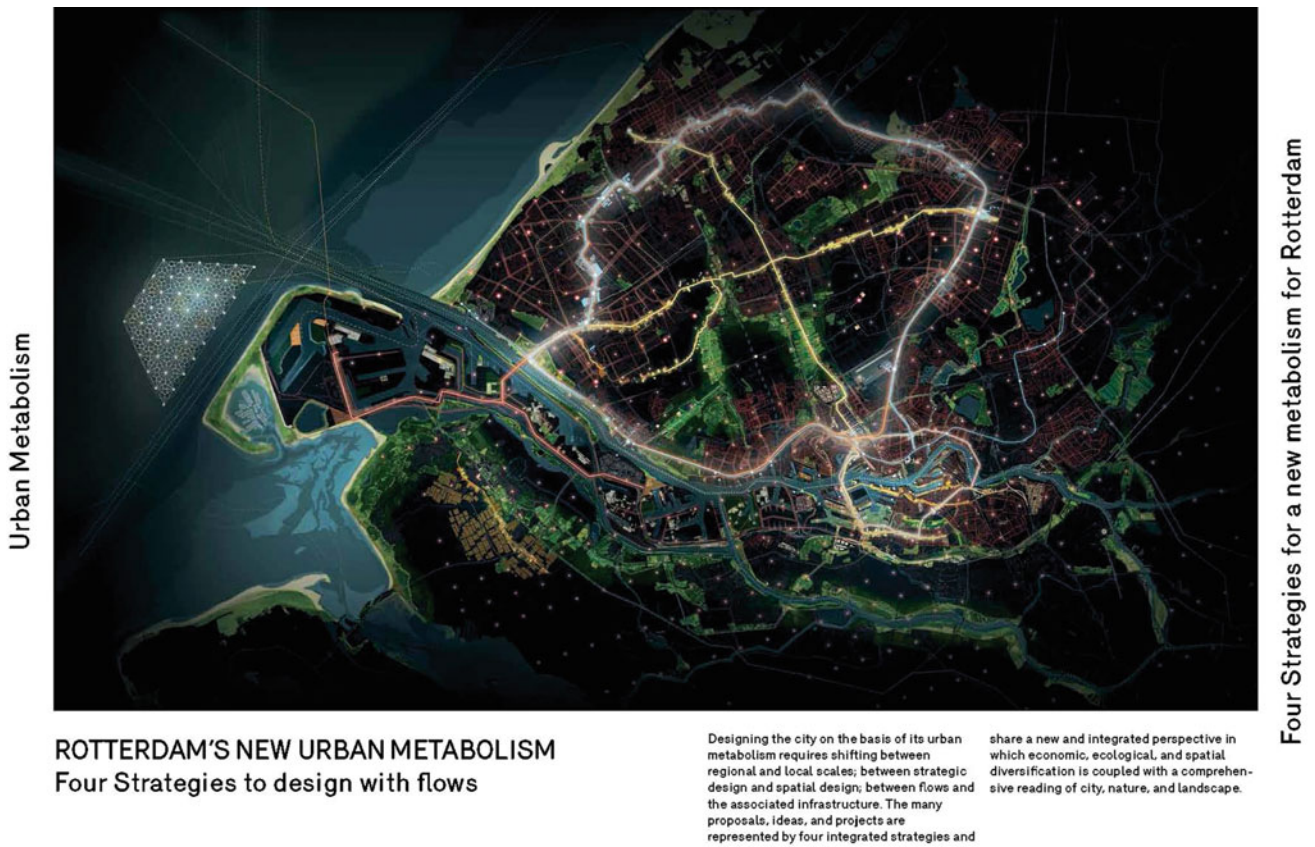 Urban Metabolism
Four Strategies for a new metabolism for Rotterdam
ROTTERDAM'S NEW URBAN METABOLISM
Four Strategies to design with flows
Designing the city on the basis of its urban
metabolism requires shifting between
regional and local scales; between strategic
design and spatial design; between flows and
the associated infrastructure. The many
proposals, ideas, and projects are
represented by four integrated strategies and
share a new and integrated perspective in
which economic, ecological, and spatial
diversification is coupled with a comprehen-
sive reading of city, nature, and landscape.